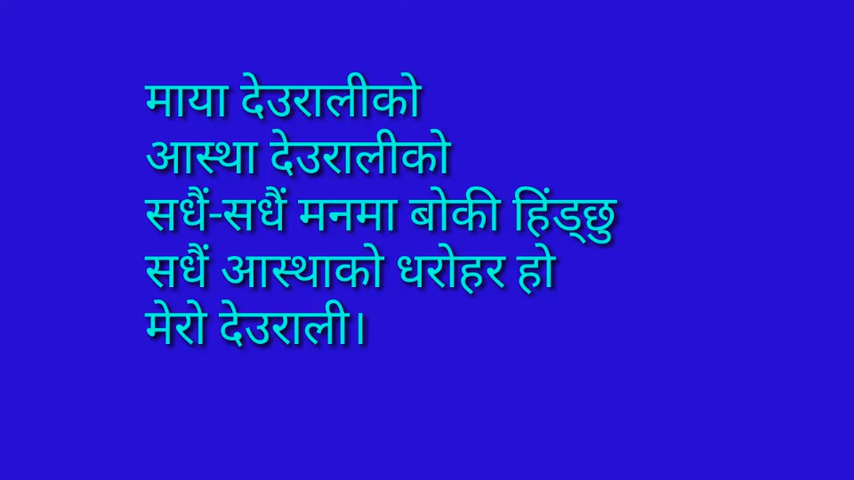 माया देउरालीको
आस्था देउरालीको
सधैं-सधैं मनमा बोकी हिंड्छु
सधैं आस्थाको धरोहर हो
मेरो देउराली।